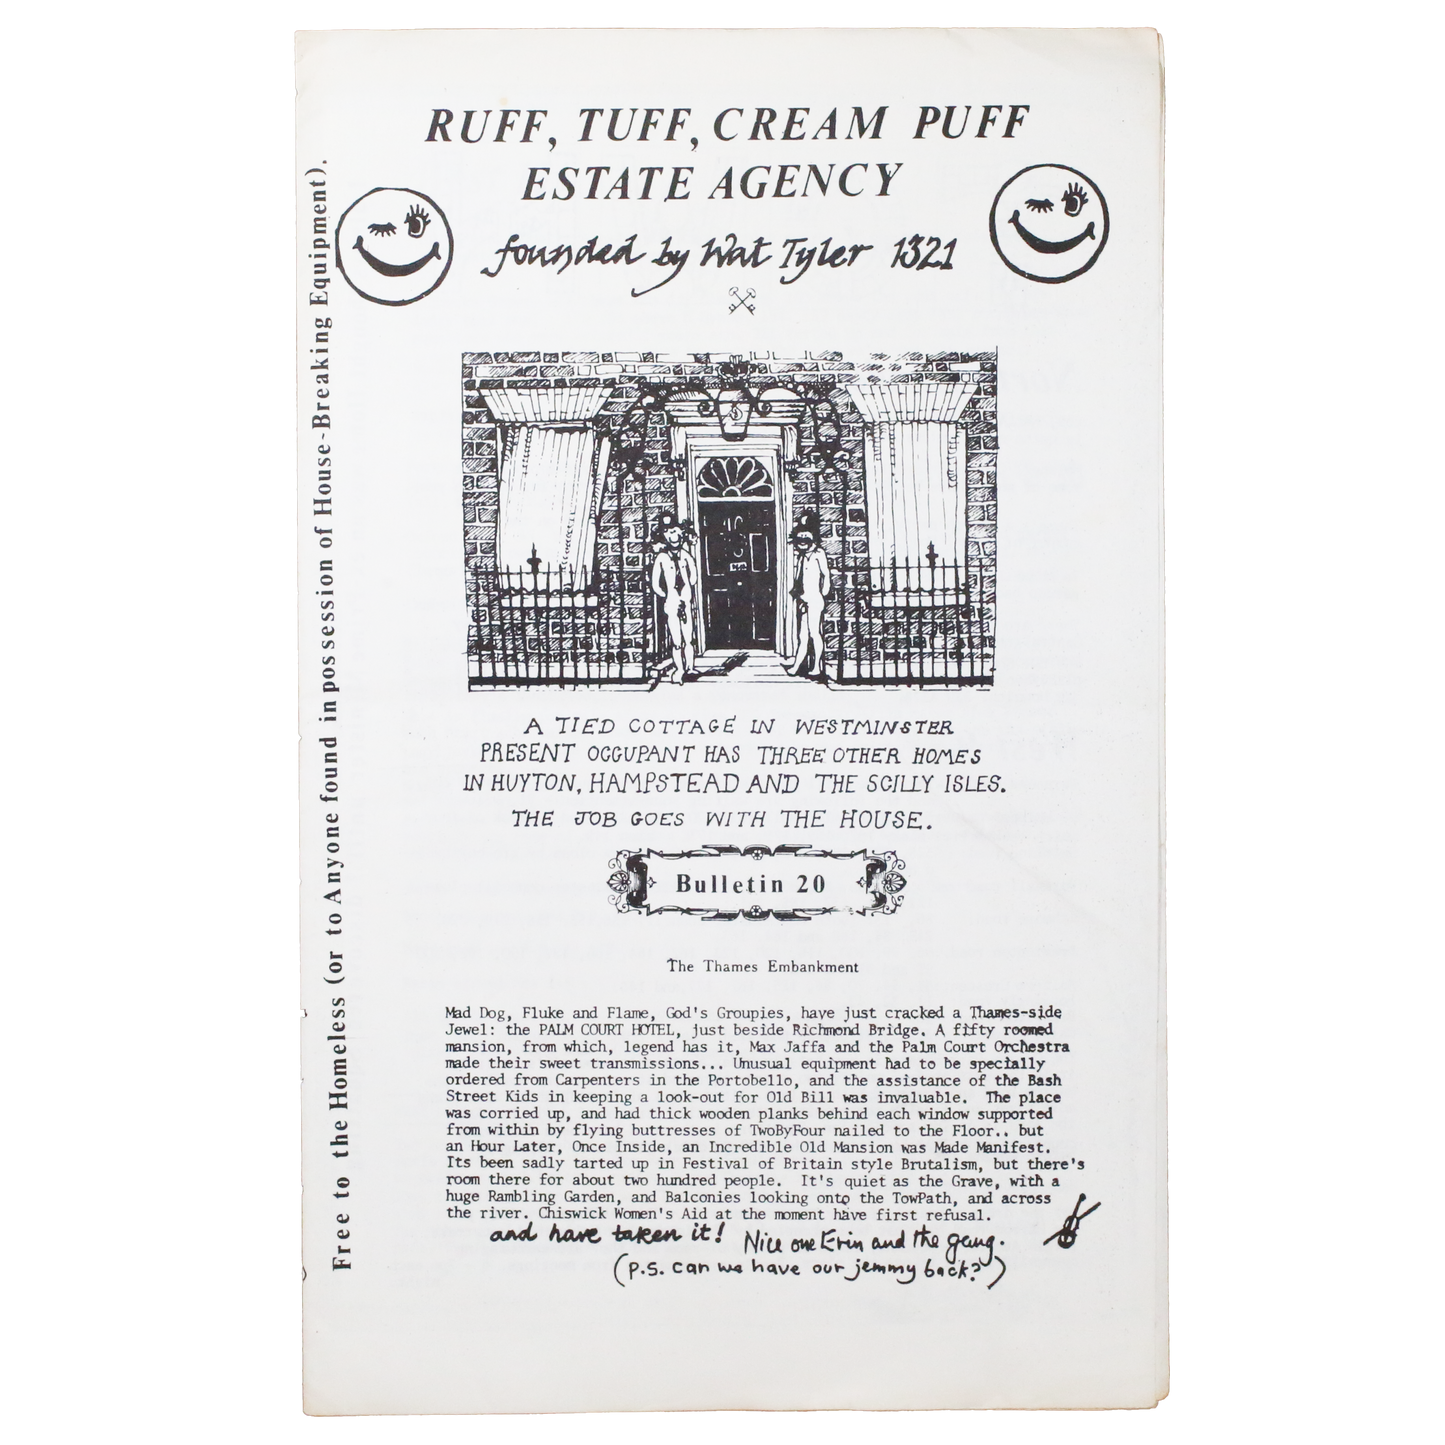 RUFF, TUFF, CREAM PUFF
ESTATE AGENCY
founded by Wat Tyler 1321
Free to the Homeless (or to Anyone found in possession of House-Breaking Equipment).
10
A TIED COTTAGE IN WESTMINSTER
PRESENT OCCUPANT HAS THREE OTHER HOMES
IN HUYTON, HAMPSTEAD AND THE SCILLY ISLES.
THE JOB GOES WITH THE HOUSE.
Bulletin 20
The Thames Embankment
Mad Dog, Fluke and Flame, God's Groupies, have just cracked a Thames-side
Jewel: the PALM COURT HOTEL, just beside Richmond Bridge. A fifty roomed
mansion, from which, legend has it, Max Jaffa and the Palm Court Orchestra
made their sweet transmissions... Unusual equipment had to be specially
ordered from Carpenters in the Portobello, and the assistance of the Bash
Street Kids in keeping a look-out for Old Bill was invaluable. The place
was corried up, and had thick wooden planks behind each window supported
from within by flying buttresses of TwoByFour nailed to the Floor.. but
an Hour Later, Once Inside, an Incredible Old Mansion was Made Manifest.
Its been sadly tarted up in Festival of Britain style Brutalism, but there's
room there for about two hundred people. It's quiet as the Grave, with a
huge Rambling Garden, and Balconies looking onto the TowPath, and across
the river. Chiswick Women's Aid at the moment have first refusal.
and have taken it! Nice one Erin and the gang.
(P.S. can we have our jemmy back?)